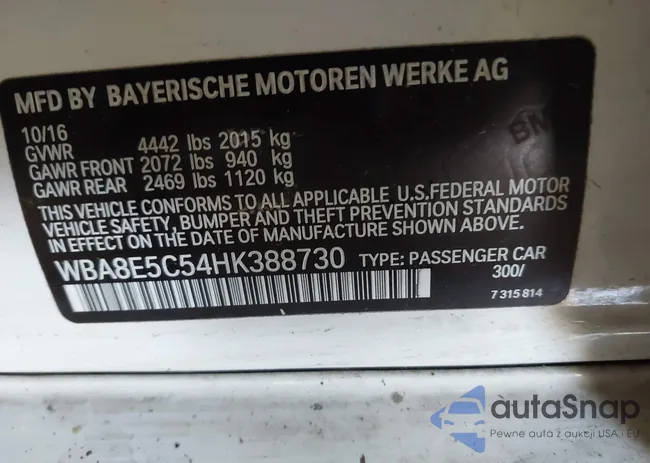 MFD BY BAYERISCHE MOTOREN WERKE AG
10/16
GVWR 4442 lbs 2015 kg
GAWR FRONT 2072 lbs 940 kg
GAWR REAR 2469 lbs 1120 kg
THIS VEHICLE CONFORMS TO ALL APPLICABLE U.S.FEDERAL MOTOR
VEHICLE SAFETY, BUMPER AND THEFT PREVENTION STANDARDS
IN EFFECT ON THE DATE OF MANUFACTURE SHOWN ABOVE.
WBA8E5C54HK388730 TYPE: PASSENGER CAR
300/
7 315 814
autaSnap
Pewne auta z aukcji USA i EU